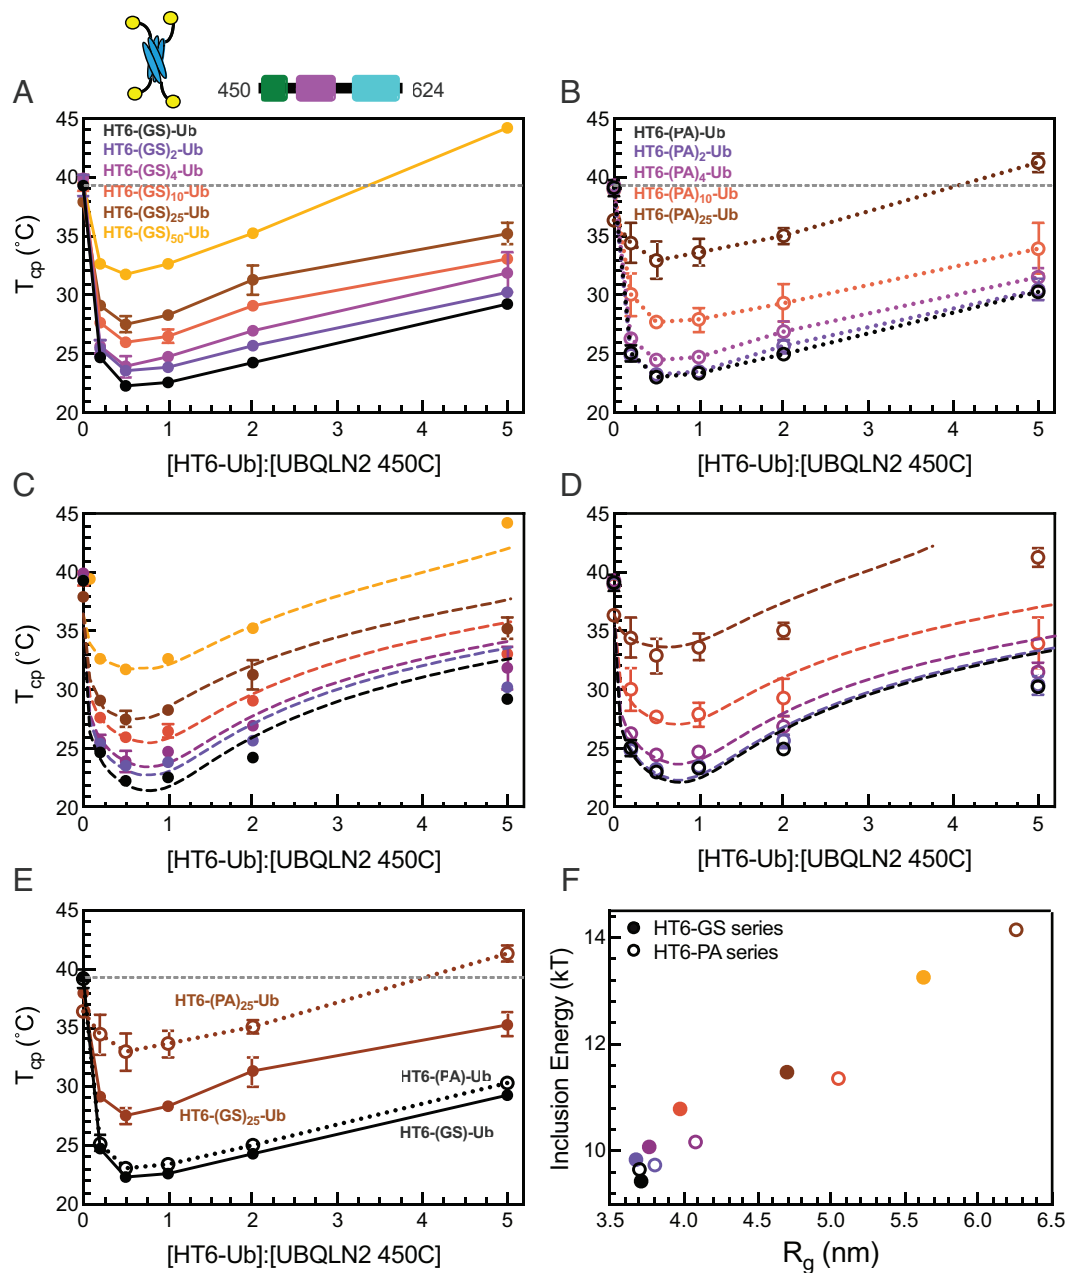 A
450
624
B
45
40
35
30
25
20
T_cp (°C)
HT6-(GS)-Ub
HT6-(GS)₂-Ub
HT6-(GS)₄-Ub
HT6-(GS)₁₀-Ub
HT6-(GS)₂₅-Ub
HT6-(GS)₅₀-Ub
0 1 2 3 4 5
[HT6-Ub]:[UBQLN2 450C]
45
40
35
30
25
20
HT6-(PA)-Ub
HT6-(PA)₂-Ub
HT6-(PA)₄-Ub
HT6-(PA)₁₀-Ub
HT6-(PA)₂₅-Ub
0 1 2 3 4 5
[HT6-Ub]:[UBQLN2 450C]
C
45
40
35
30
25
20
T_cp (°C)
0 1 2 3 4 5
[HT6-Ub]:[UBQLN2 450C]
D
45
40
35
30
25
20
0 1 2 3 4 5
[HT6-Ub]:[UBQLN2 450C]
E
45
40
35
30
25
20
T_cp (°C)
HT6-(PA)₂₅-Ub
HT6-(PA)-Ub
HT6-(GS)₂₅-Ub
HT6-(GS)-Ub
0 1 2 3 4 5
[HT6-Ub]:[UBQLN2 450C]
F
14
12
10
Inclusion Energy (kT)
HT6-GS series
HT6-PA series
3.5 4.0 4.5 5.0 5.5 6.0 6.5
R_g (nm)